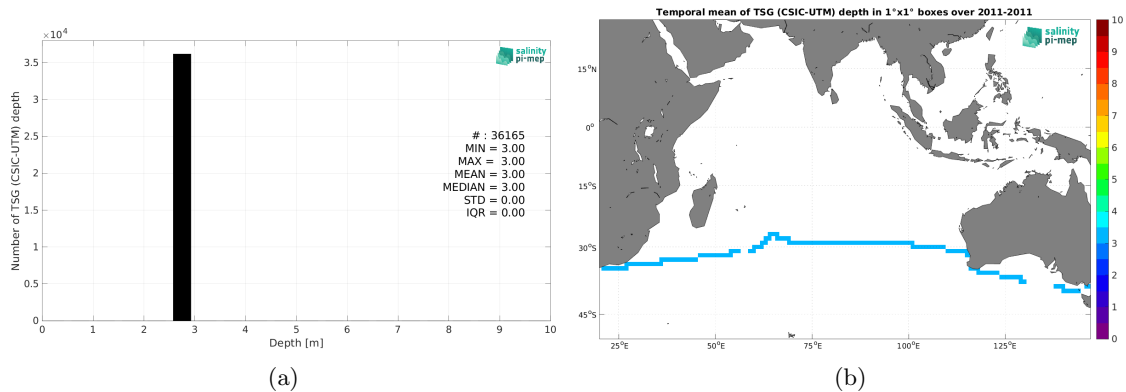 ×10⁴
3.5
3
2.5
2
1.5
1
0.5
0
0 1 2 3 4 5 6 7 8 9 10
Number of TSG (CSIC-UTM) depth
Depth [m]
salinity
pi-mep
# : 36165
MIN = 3.00
MAX = 3.00
MEAN = 3.00
MEDIAN = 3.00
STD = 0.00
IQR = 0.00
(a)
Temporal mean of TSG (CSIC-UTM) depth in 1°x1° boxes over 2011-2011
salinity
pi-mep
15°N
0°
15°S
30°S
45°S
25°E 50°E 75°E 100°E 125°E
10
9
8
7
6
5
4
3
2
1
0
(b)